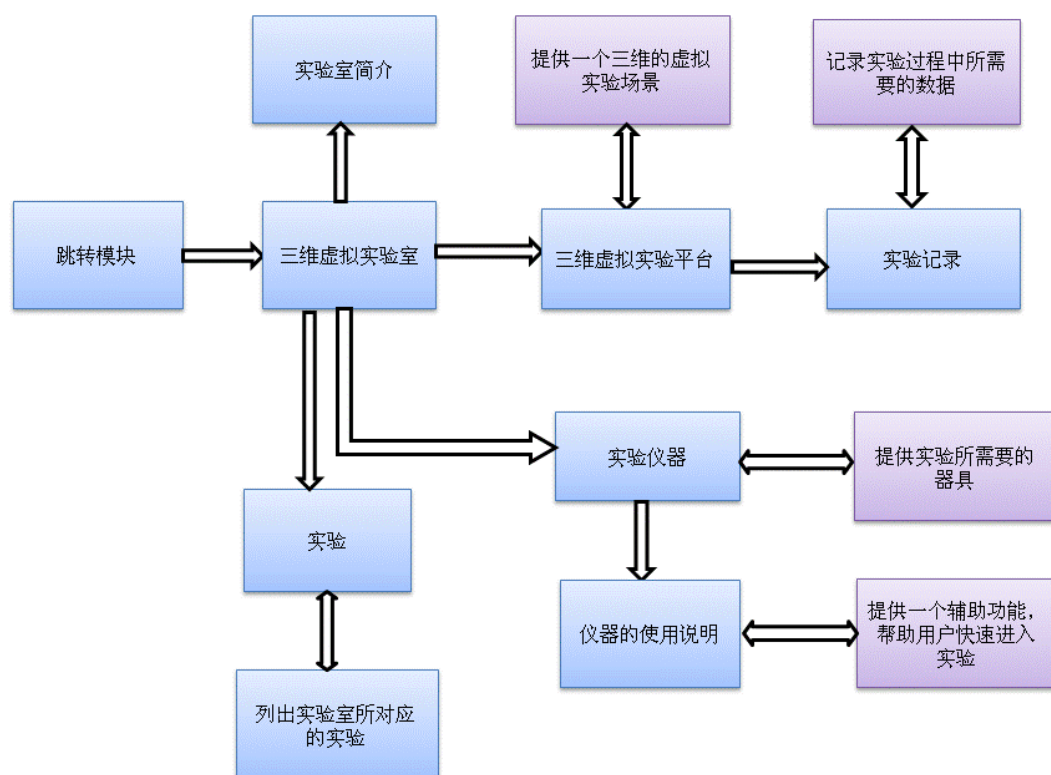 实验室简介
提供一个三维的虚拟
实验场景
记录实验过程中所需
要的数据
跳转模块
三维虚拟实验室
三维虚拟实验平台
实验记录
实验仪器
提供实验所需要的
器具
实验
仪器的使用说明
提供一个辅助功能，
帮助用户快速进入
实验
列出实验室所对应
的实验